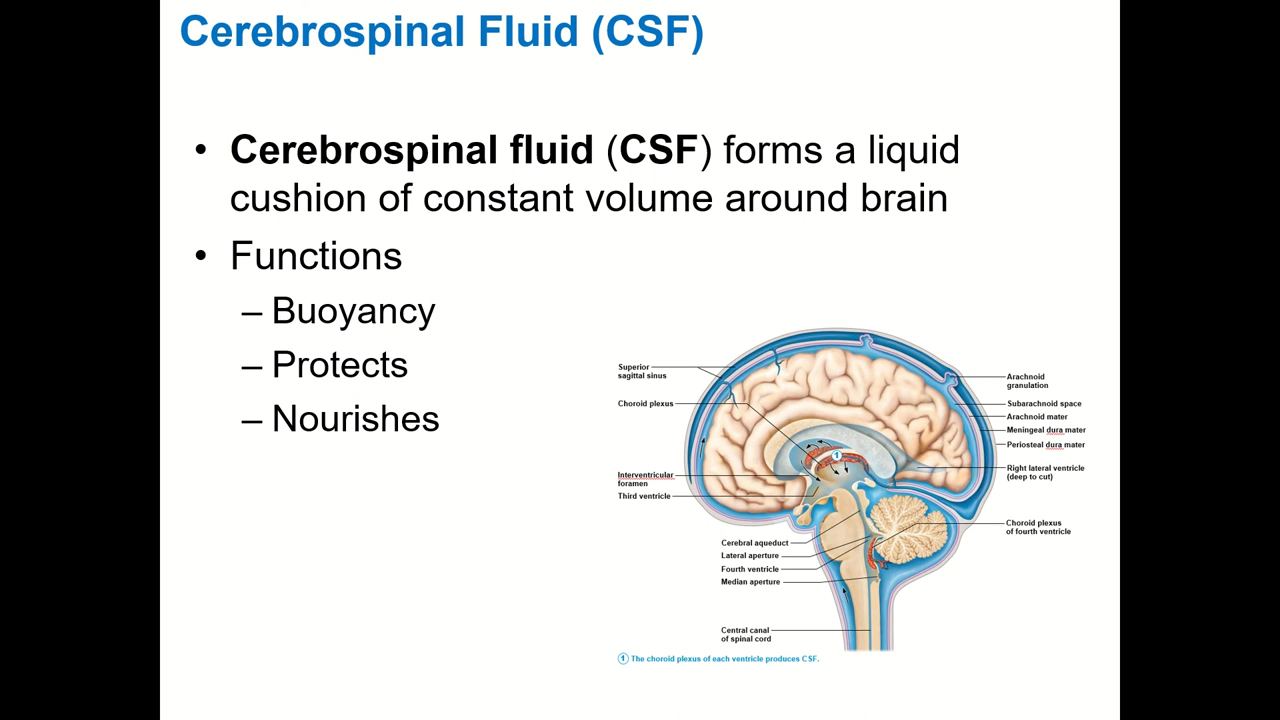 Cerebrospinal Fluid (CSF)
• Cerebrospinal fluid (CSF) forms a liquid
cushion of constant volume around brain
• Functions
– Buoyancy
– Protects
– Nourishes
Superior
sagittal sinus
Choroid plexus
Interventricular
foramen
Third ventricle
Cerebral aqueduct
Lateral aperture
Fourth ventricle
Median aperture
Central canal
of spinal cord
Arachnoid
granulation
Subarachnoid space
Arachnoid mater
Meningeal dura mater
Periosteal dura mater
Right lateral ventricle
(deep to cut)
Choroid plexus
of fourth ventricle
1
1 The choroid plexus of each ventricle produces CSF.